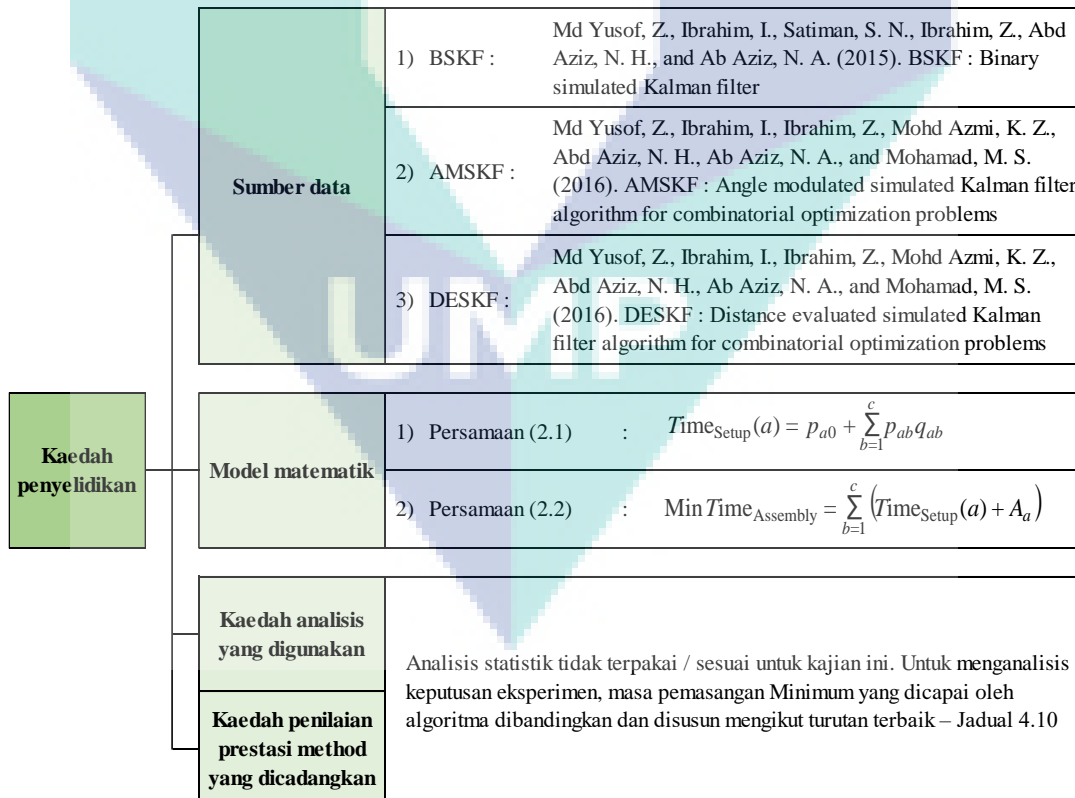 Kaedah
penyelidikan
Sumber data
1) BSKF :
Md Yusof, Z., Ibrahim, I., Satiman, S. N., Ibrahim, Z., Abd
Aziz, N. H., and Ab Aziz, N. A. (2015). BSKF : Binary
simulated Kalman filter
2) AMSKF :
Md Yusof, Z., Ibrahim, I., Ibrahim, Z., Mohd Azmi, K. Z.,
Abd Aziz, N. H., Ab Aziz, N. A., and Mohamad, M. S.
(2016). AMSKF : Angle modulated simulated Kalman filter
algorithm for combinatorial optimization problems
3) DESKF :
Md Yusof, Z., Ibrahim, I., Ibrahim, Z., Mohd Azmi, K. Z.,
Abd Aziz, N. H., Ab Aziz, N. A., and Mohamad, M. S.
(2016). DESKF : Distance evaluated simulated Kalman
filter algorithm for combinatorial optimization problems
UMP
Model matematik
1) Persamaan (2.1) : Time_Setup(a) = p_a0 + ∑_{b=1}^{c} p_ab q_ab
2) Persamaan (2.2) : Min Time_Assembly = ∑_{b=1}^{c} (Time_Setup(a) + A_a)
Kaedah analisis
yang digunakan
Kaedah penilaian
prestasi method
yang dicadangkan
Analisis statistik tidak terpakai / sesuai untuk kajian ini. Untuk menganalisis
keputusan eksperimen, masa pemasangan Minimum yang dicapai oleh
algoritma dibandingkan dan disusun mengikut turutan terbaik – Jadual 4.10